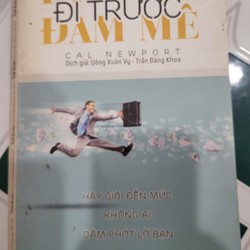 ĐI TRƯỚC
ĐAM MÊ
CAL NEWPORT
Dịch giả: Uông Xuân Vy - Trần Đăng Khoa
HÃY GIỎI ĐẾN MỨC
KHÔNG AI
DÁM PHỚT LỜ BẠN